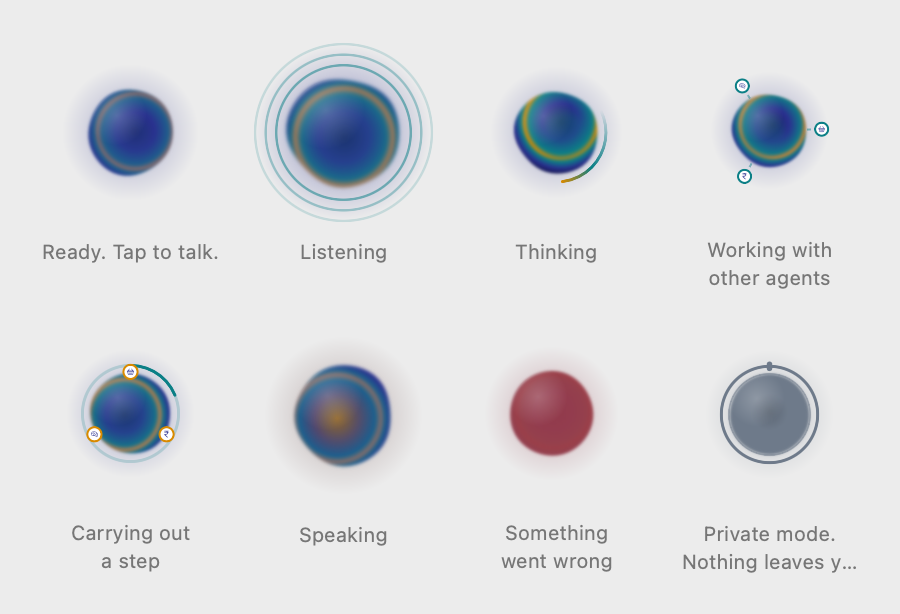 Ready. Tap to talk.
Listening
Thinking
Working with
other agents
₹
₹
Carrying out
a step
Speaking
Something
went wrong
Private mode.
Nothing leaves y...